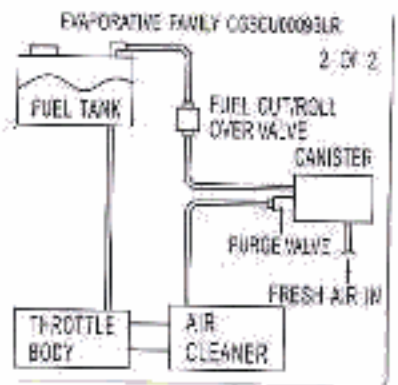 EVAPORATIVE FAMILY
2 OF 2
FUEL TANK
FUEL CUT/ROLL
OVER VALVE
CANISTER
PURGE VALVE
FRESH AIR IN
THROTTLE
BODY
AIR
CLEANER